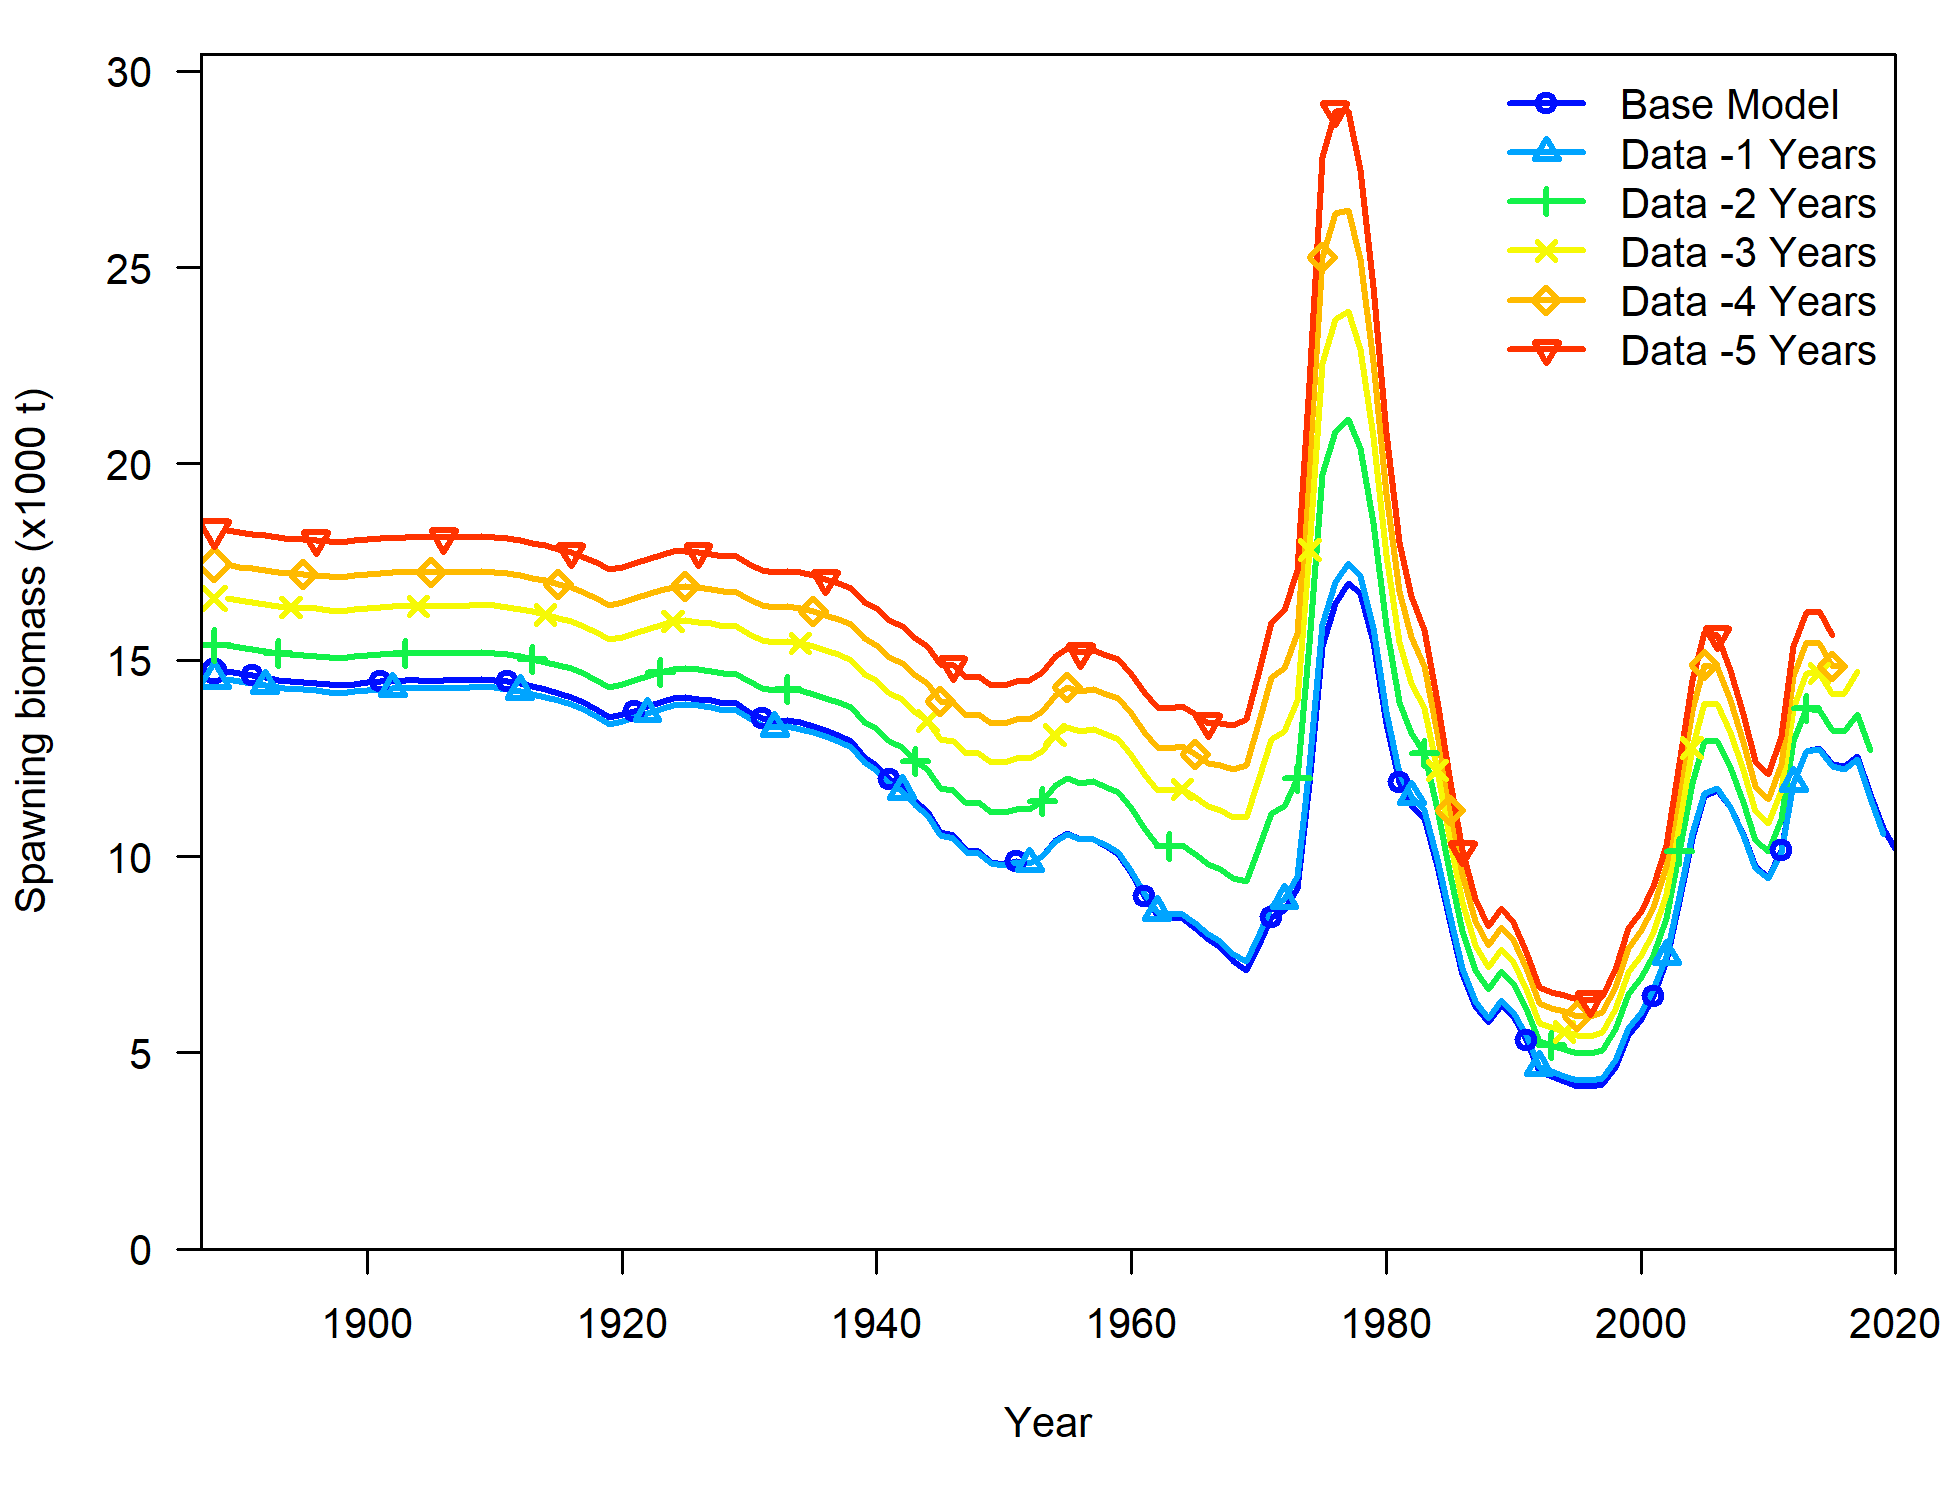 Spawning biomass (x1000 t)
30
25
20
15
10
5
0
Base Model
Data -1 Years
Data -2 Years
Data -3 Years
Data -4 Years
Data -5 Years
1900 1920 1940 1960 1980 2000 2020
Year